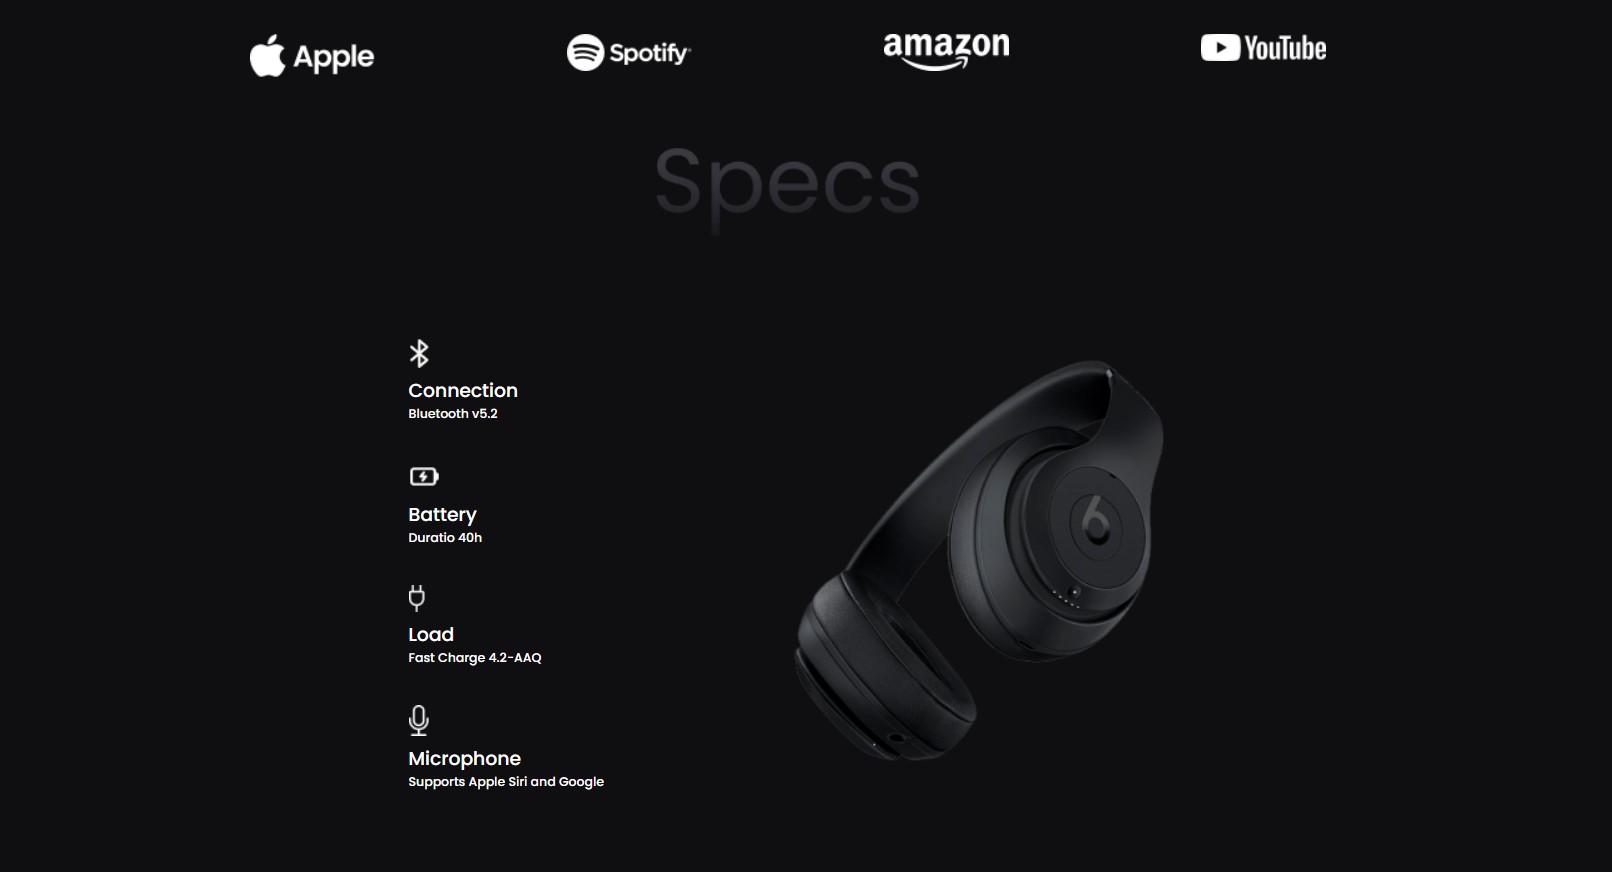 Apple
Spotify
amazon
YouTube
Specs
Connection
Bluetooth v5.2
Battery
Duratio 40h
Load
Fast Charge 4.2-AAQ
Microphone
Supports Apple Siri and Google